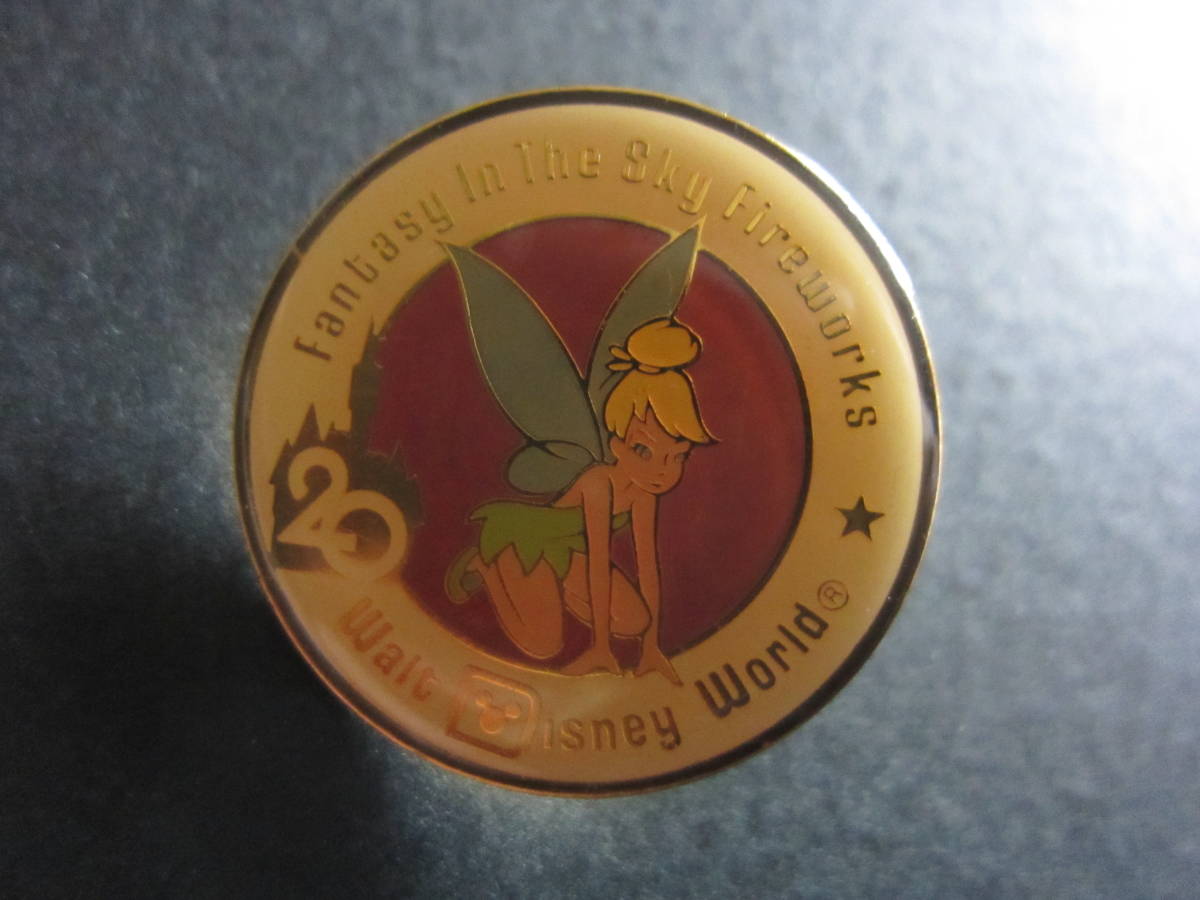 Fantasy In The Sky Fireworks
20
Walt Disney World®